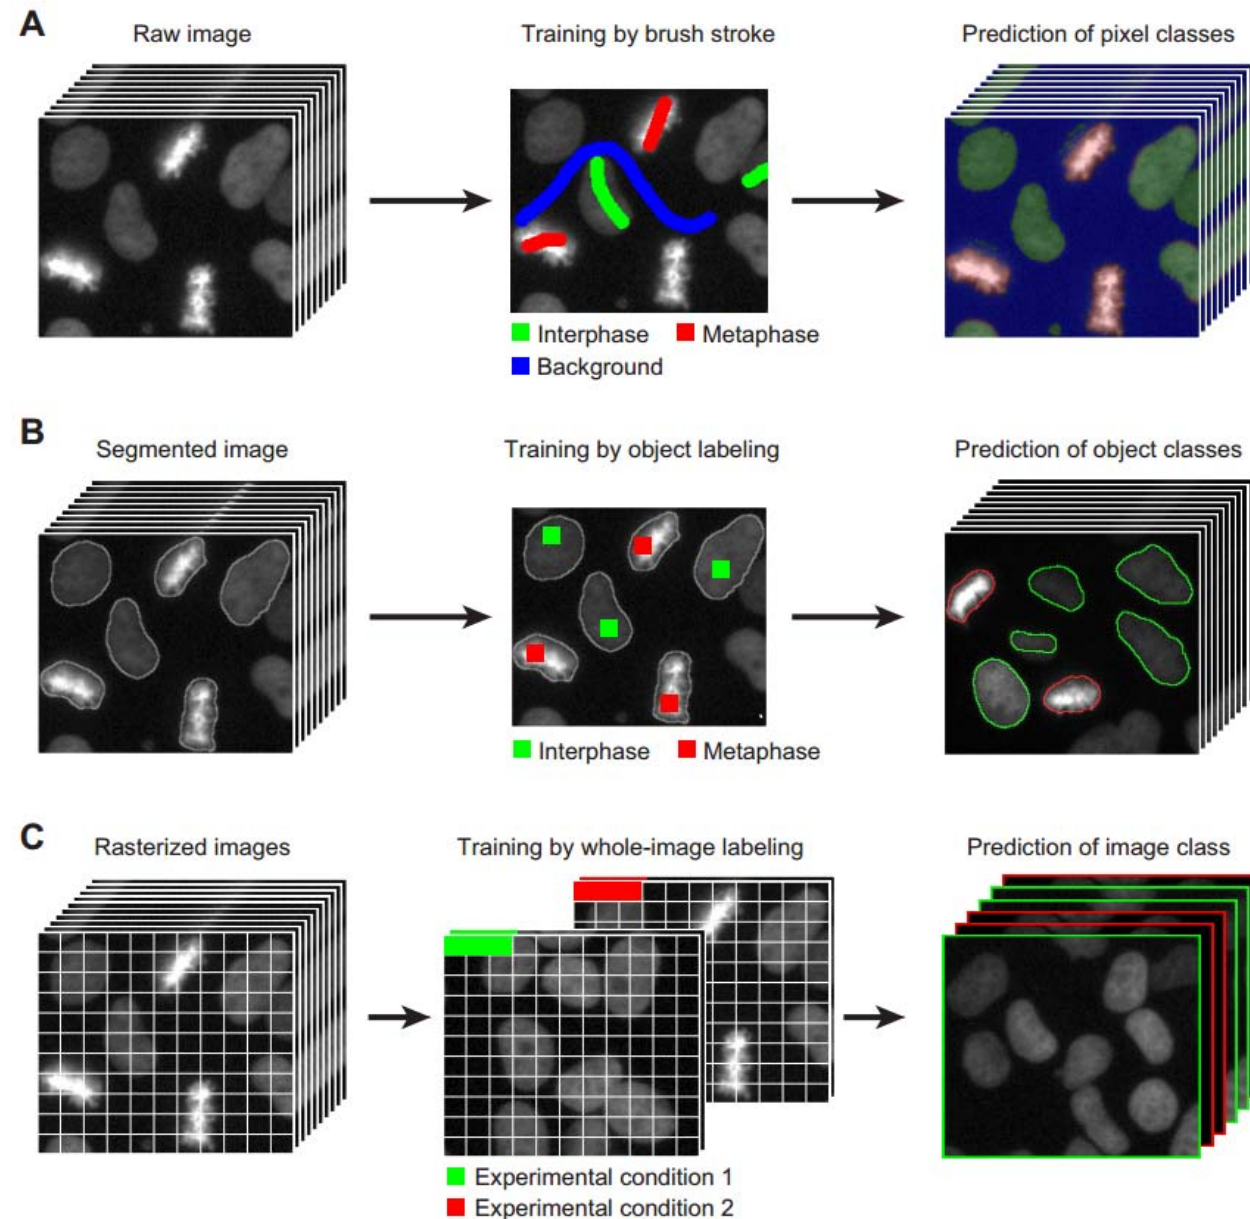 A
Raw image
Training by brush stroke
Prediction of pixel classes
Interphase
Metaphase
Background
B
Segmented image
Training by object labeling
Prediction of object classes
Interphase
Metaphase
C
Rasterized images
Training by whole-image labeling
Prediction of image class
Experimental condition 1
Experimental condition 2